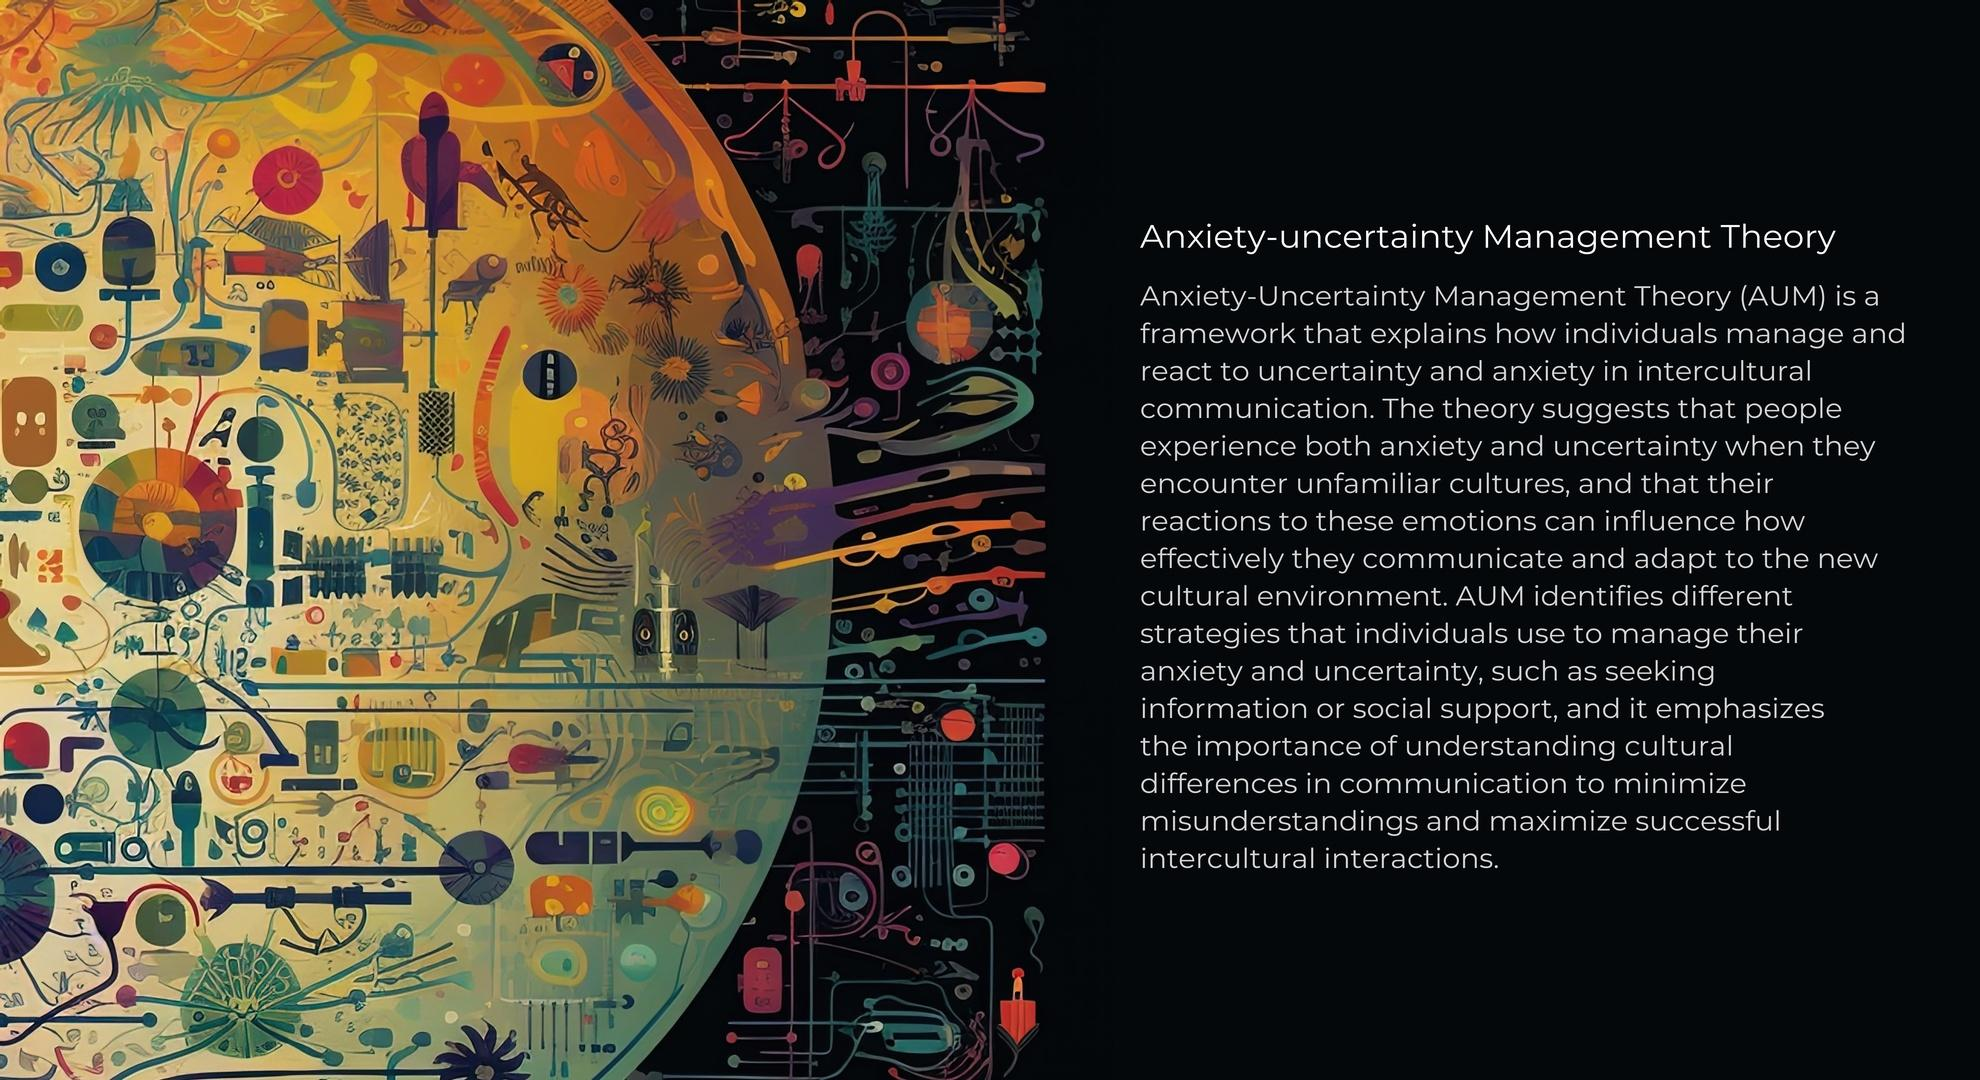 Anxiety-uncertainty Management Theory
Anxiety-Uncertainty Management Theory (AUM) is a
framework that explains how individuals manage and
react to uncertainty and anxiety in intercultural
communication. The theory suggests that people
experience both anxiety and uncertainty when they
encounter unfamiliar cultures, and that their
reactions to these emotions can influence how
effectively they communicate and adapt to the new
cultural environment. AUM identifies different
strategies that individuals use to manage their
anxiety and uncertainty, such as seeking
information or social support, and it emphasizes
the importance of understanding cultural
differences in communication to minimize
misunderstandings and maximize successful
intercultural interactions.